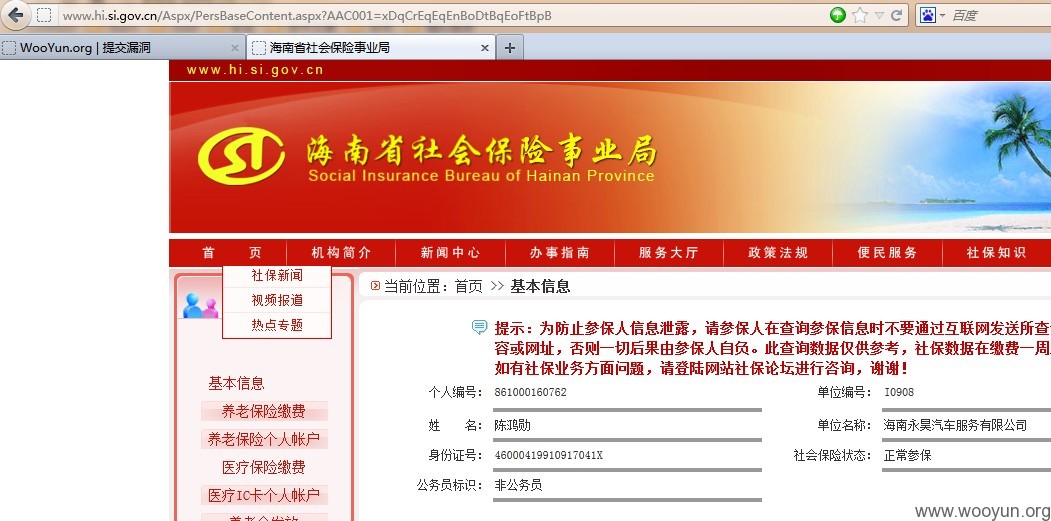 www.hi.si.gov.cn/Aspx/PersBaseContent.aspx?AAC001=xDqCrEqEqEnBoDtBqEoFtBpB
百度
WooYun.org | 提交漏洞
海南省社会保险事业局
www.hi.si.gov.cn
海南省社会保险事业局
Social Insurance Bureau of Hainan Province
首 页 机构简介 新闻中心 办事指南 服务大厅 政策法规 便民服务 社保知识
社保新闻
视频报道
热点专题
当前位置：首页 >> 基本信息
提示：为防止参保人信息泄露，请参保人在查询参保信息时不要通过互联网发送所查
容或网址，否则一切后果由参保人自负。此查询数据仅供参考，社保数据在缴费一周
如有社保业务方面问题，请登陆网站社保论坛进行咨询，谢谢！
基本信息
养老保险缴费
养老保险个人帐户
医疗保险缴费
医疗IC卡个人帐户
个人编号： 861000160762 单位编号： I0908
姓 名： 陈鸿勋 单位名称： 海南永昊汽车服务有限公司
身份证号： 46000419910917041X 社会保险状态： 正常参保
公务员标识： 非公务员
www.wooyun.org